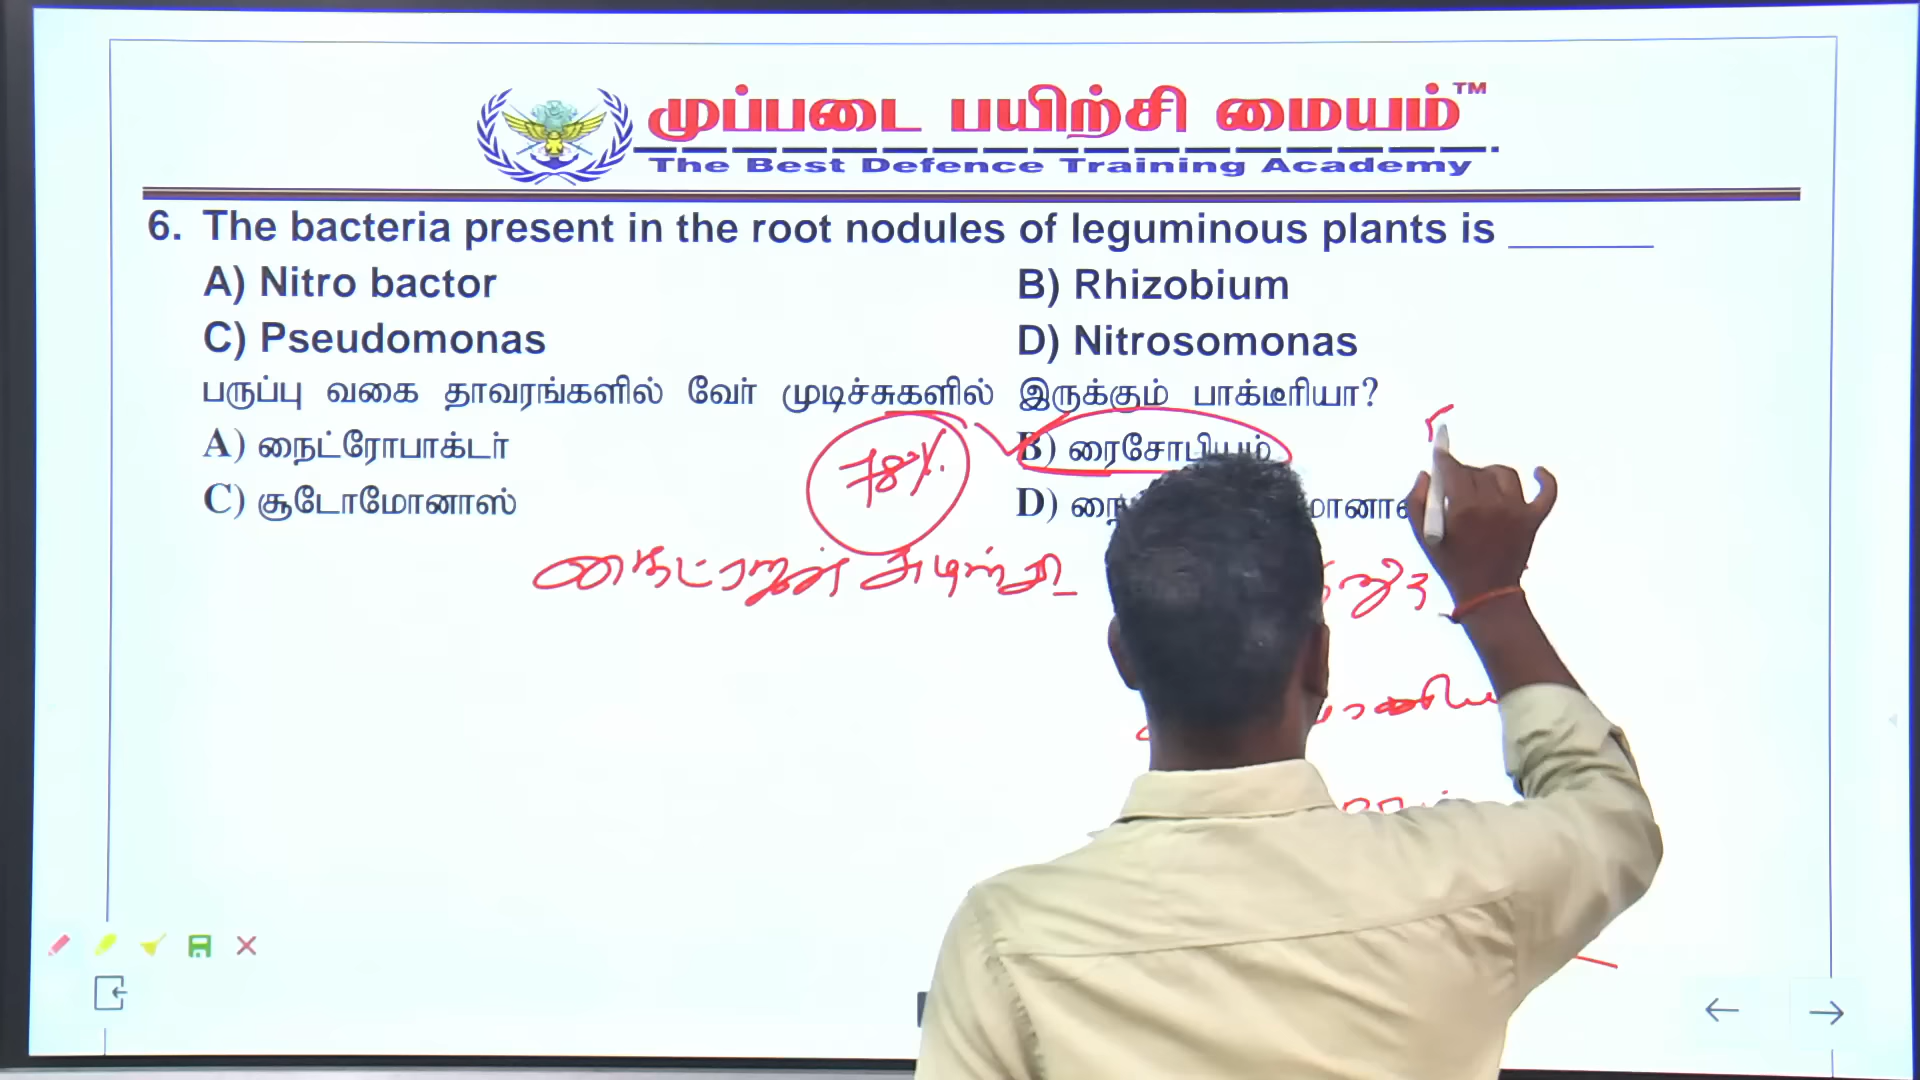 முப்படை பயிற்சி மையம்™
The Best Defence Training Academy
6. The bacteria present in the root nodules of leguminous plants is ______
A) Nitro bactor
B) Rhizobium
C) Pseudomonas
D) Nitrosomonas
பருப்பு வகை தாவரங்களில் வேர் முடிச்சுகளில் இருக்கும் பாக்டீரியா?
A) நைட்ரோபாக்டர்
B) ரைசோபியம்
C) சூடோமோனாஸ்
D)
78%
நைட்ரஜன் சுழற்சி